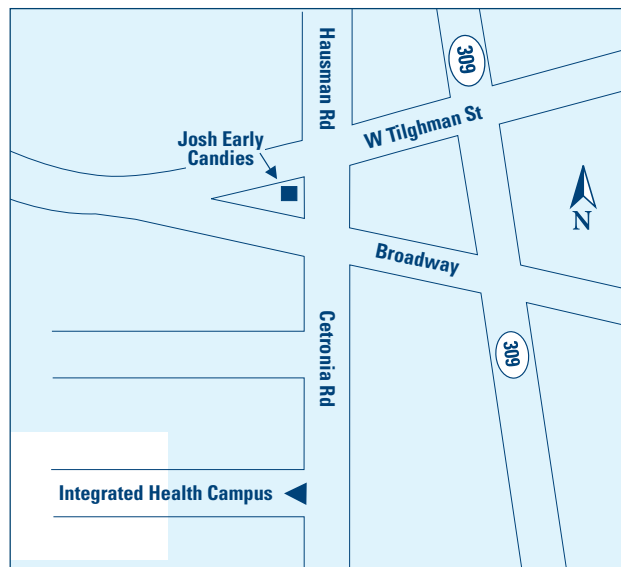 Hausman Rd
309
W Tilghman St
Josh Early
Candies
N
Broadway
Cetronia Rd
309
Integrated Health Campus